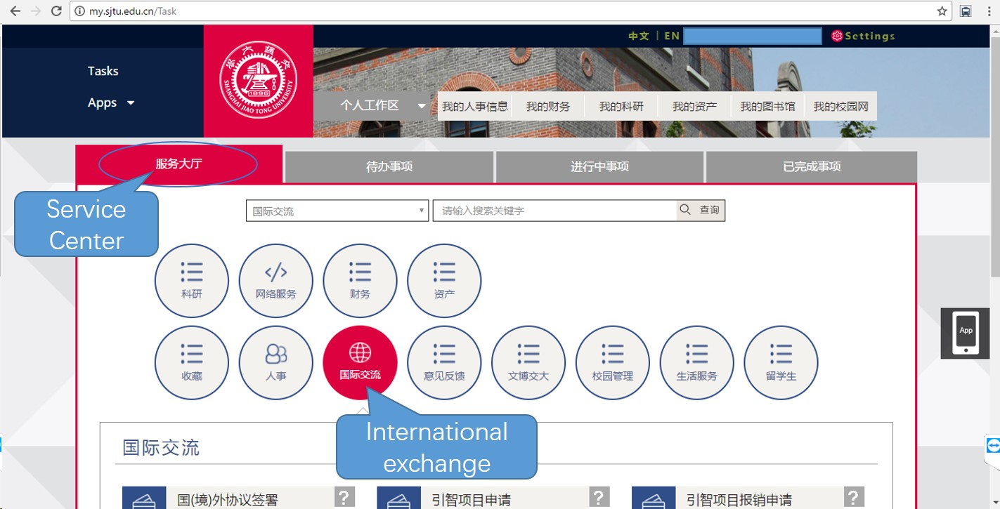 my.sjtu.edu.cn/Task
中文 | EN
Settings
Tasks
Apps
上海交通大学
SHANGHAI JIAO TONG UNIVERSITY
1896
个人工作区
我的人事信息
我的财务
我的科研
我的资产
我的图书馆
我的校园网
服务大厅
待办事项
进行中事项
已完成事项
Service
Center
国际交流
请输入搜索关键字
查询
科研
网络服务
财务
资产
收藏
人事
国际交流
意见反馈
文博交大
校园管理
生活服务
留学生
App
International
exchange
国际交流
国(境)外协议签署
?
引智项目申请
?
引智项目报销申请
?